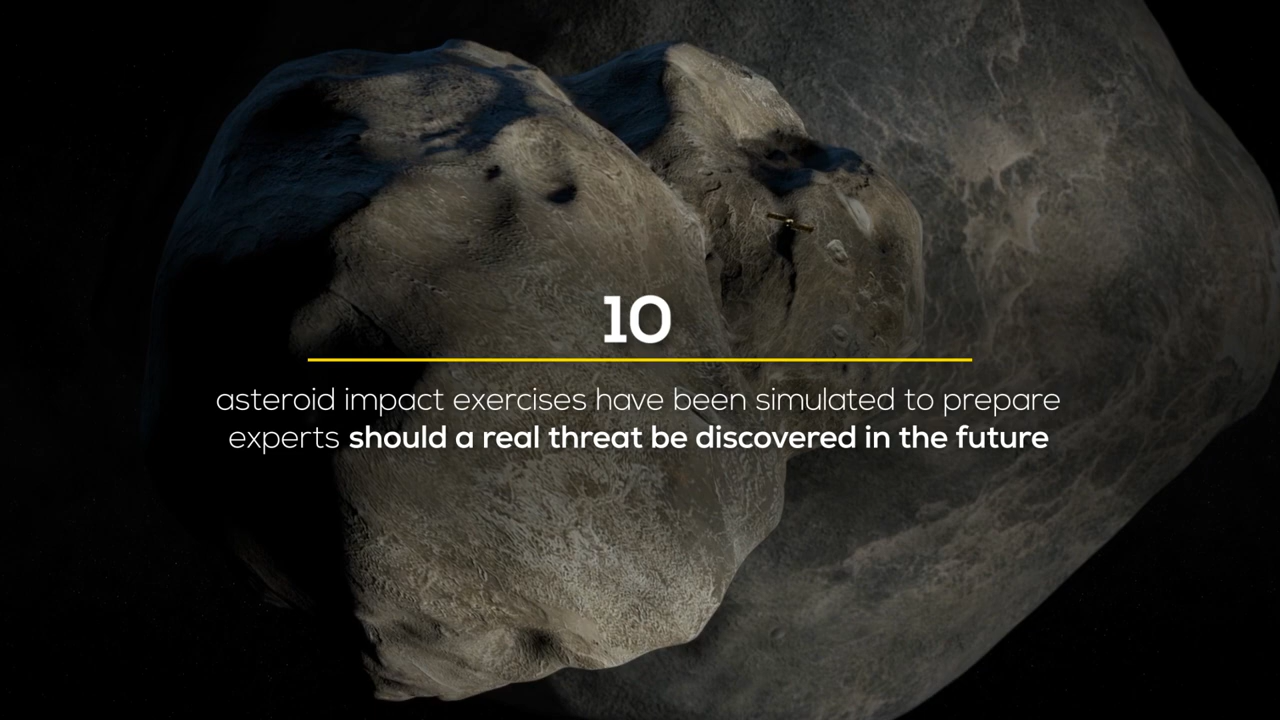 10
asteroid impact exercises have been simulated to prepare
experts should a real threat be discovered in the future